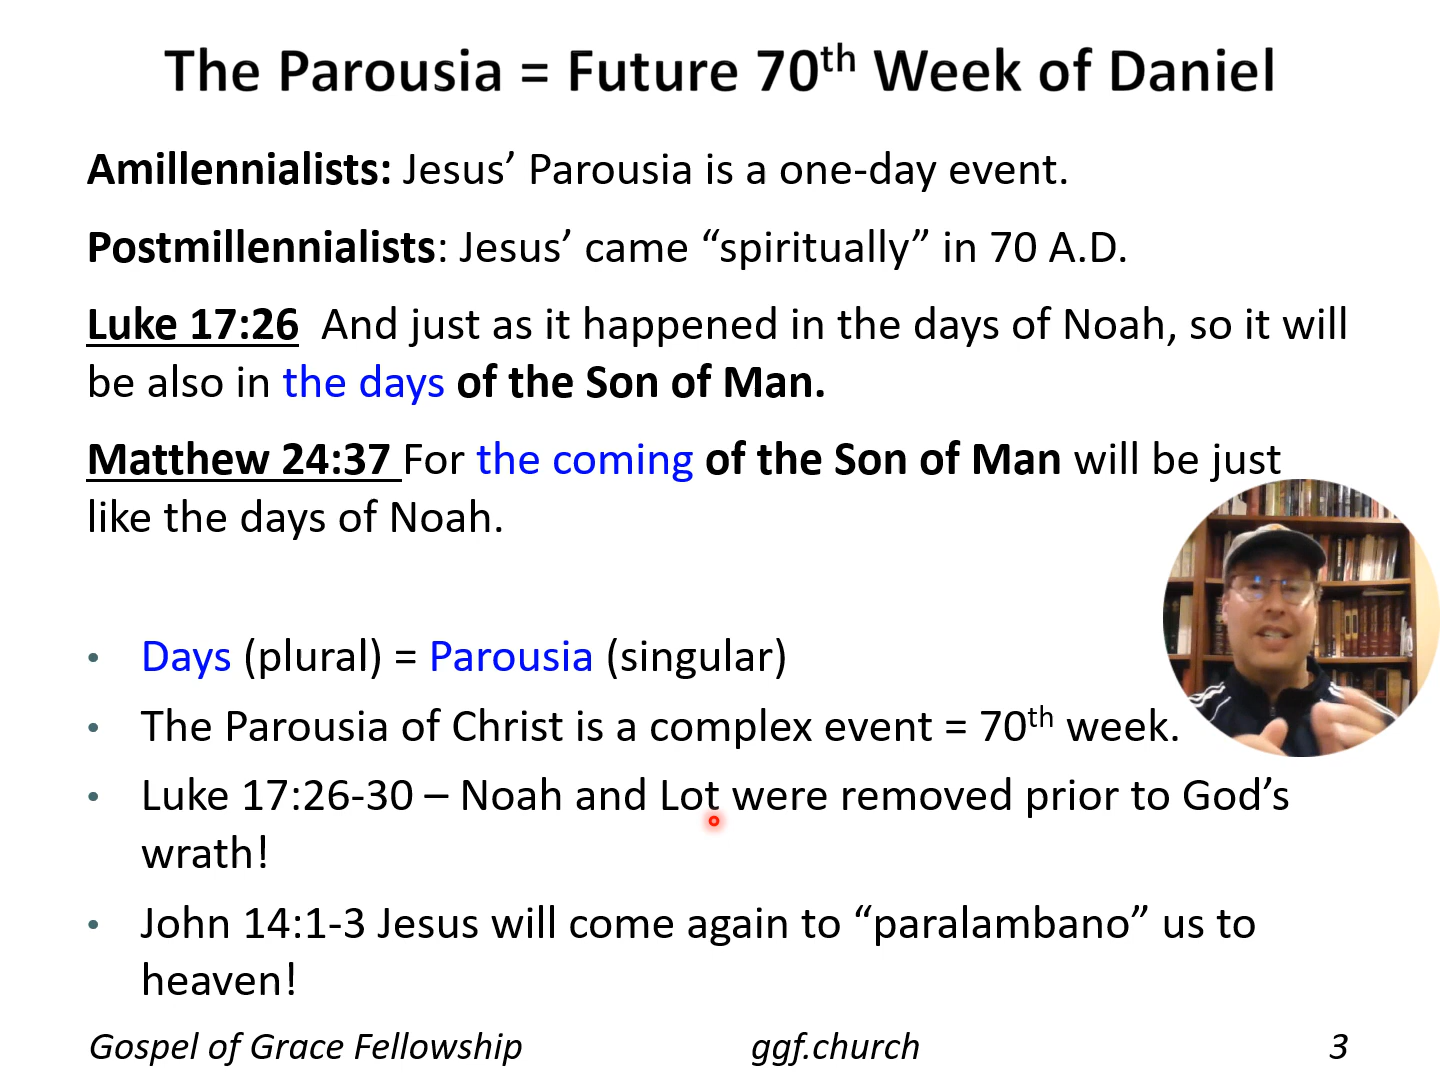 The Parousia = Future 70th Week of Daniel
Amillennialists: Jesus’ Parousia is a one-day event.
Postmillennialists: Jesus’ came “spiritually” in 70 A.D.
Luke 17:26 And just as it happened in the days of Noah, so it will
be also in the days of the Son of Man.
Matthew 24:37 For the coming of the Son of Man will be just
like the days of Noah.
• Days (plural) = Parousia (singular)
• The Parousia of Christ is a complex event = 70th week.
• Luke 17:26-30 – Noah and Lot were removed prior to God’s
wrath!
• John 14:1-3 Jesus will come again to “paralambano” us to
heaven!
Gospel of Grace Fellowship ggf.church 3